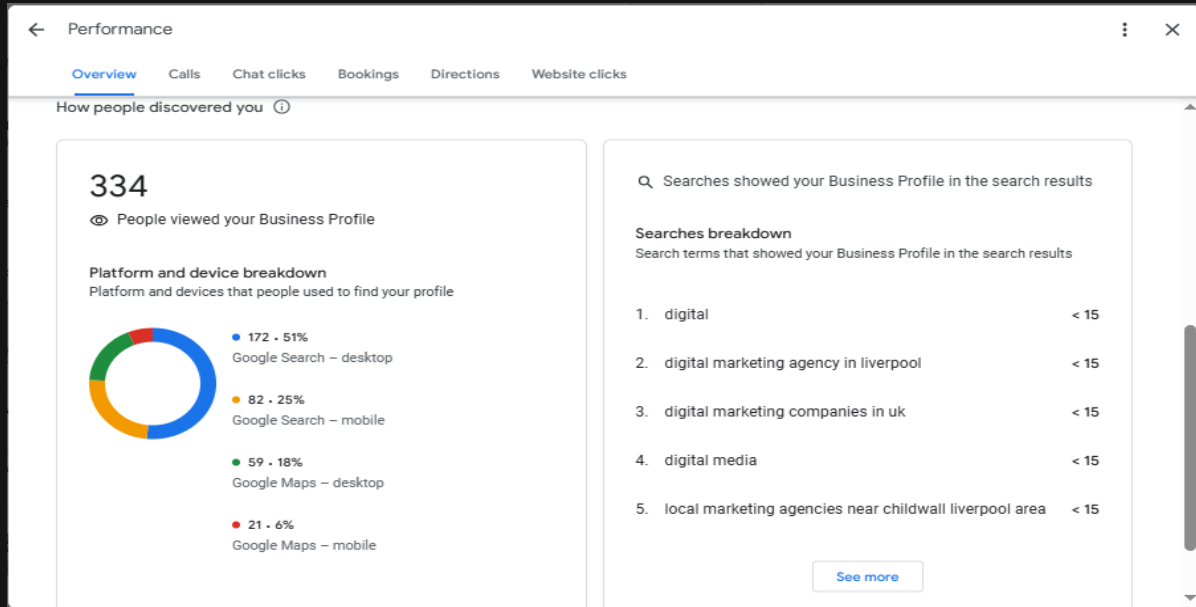 Performance
Overview Calls Chat clicks Bookings Directions Website clicks
How people discovered you
334
People viewed your Business Profile
Platform and device breakdown
Platform and devices that people used to find your profile
172 • 51%
Google Search – desktop
82 • 25%
Google Search – mobile
59 • 18%
Google Maps – desktop
21 • 6%
Google Maps – mobile
Searches showed your Business Profile in the search results
Searches breakdown
Search terms that showed your Business Profile in the search results
1. digital < 15
2. digital marketing agency in liverpool < 15
3. digital marketing companies in uk < 15
4. digital media < 15
5. local marketing agencies near childwall liverpool area < 15
See more